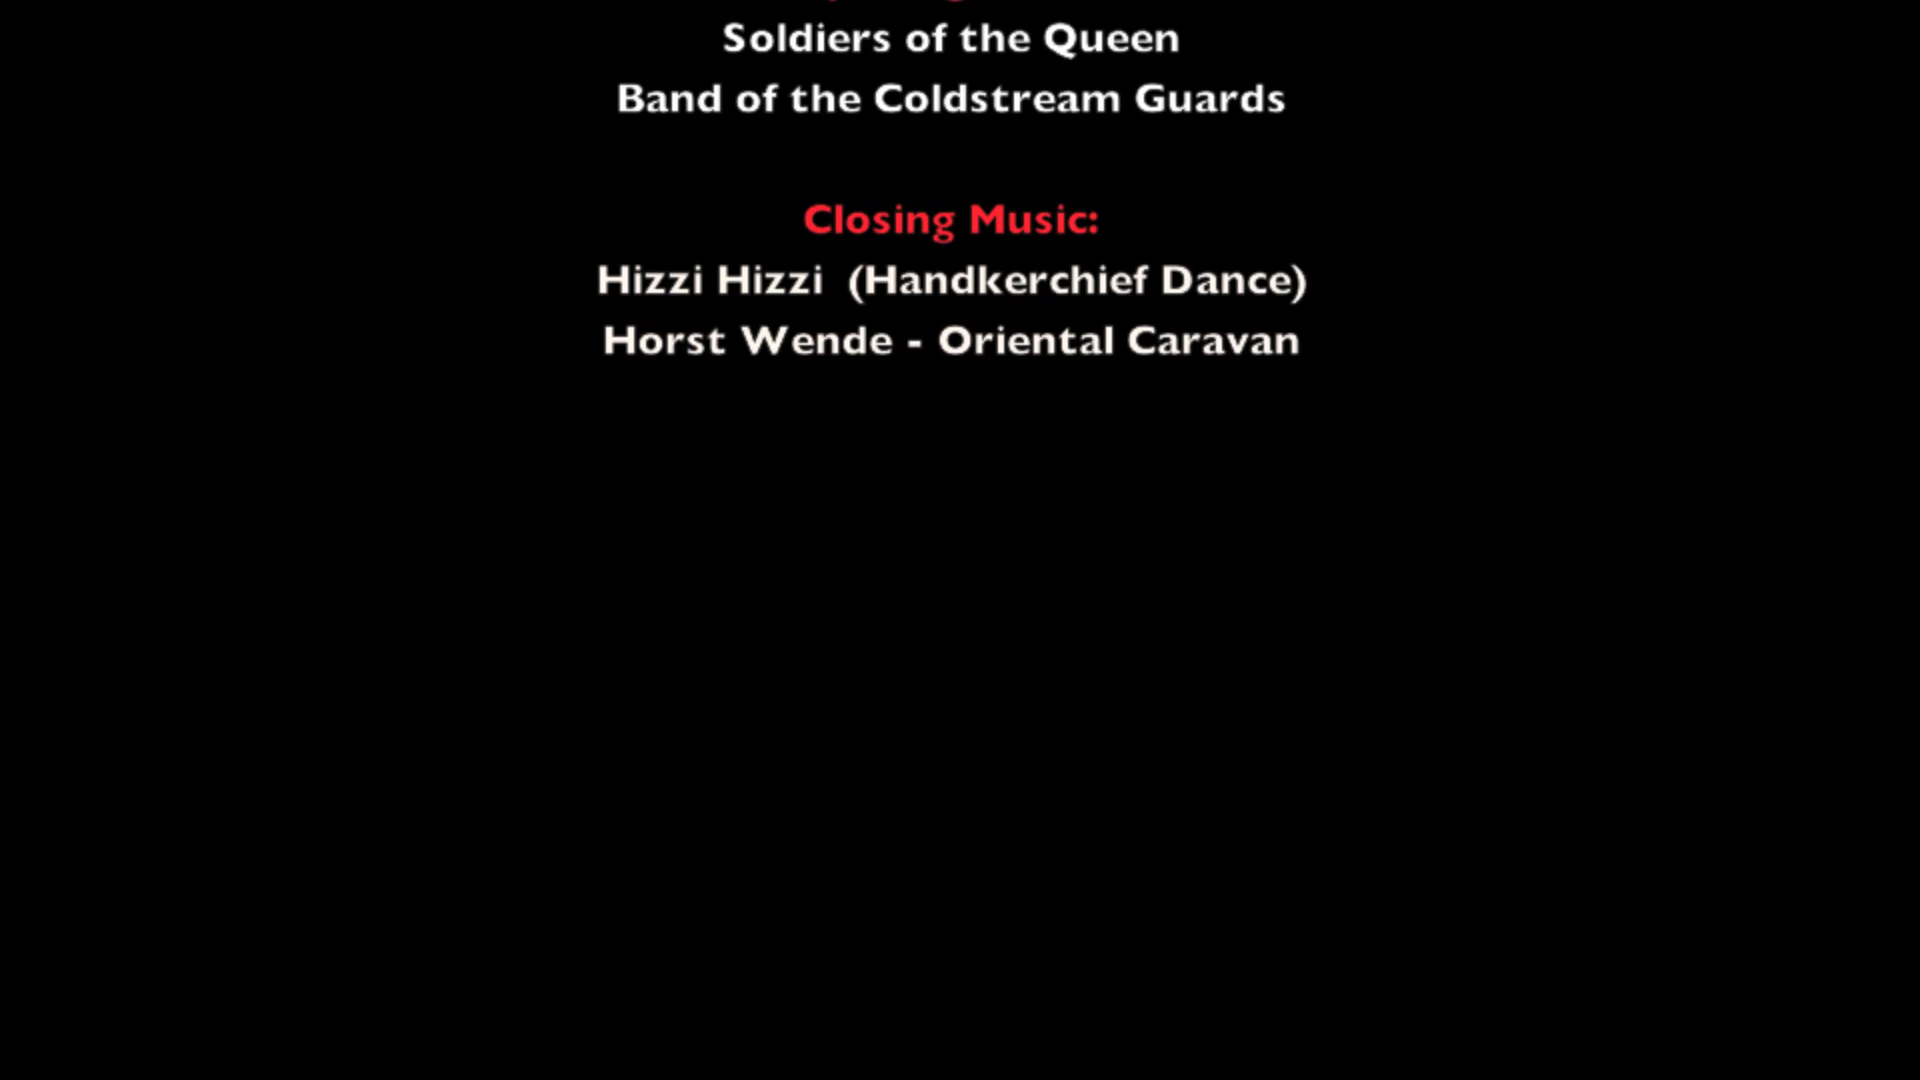 Soldiers of the Queen
Band of the Coldstream Guards
Closing Music:
Hizzi Hizzi  (Handkerchief Dance)
Horst Wende - Oriental Caravan